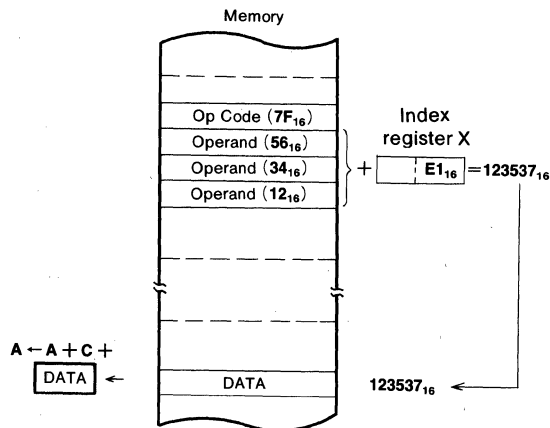 Memory
Op Code (7F₁₆)
Operand (56₁₆)
Operand (34₁₆)
Operand (12₁₆)
Index
register X
+ E1₁₆ =123537₁₆
A ← A + C +
DATA ←
DATA
123537₁₆ ←